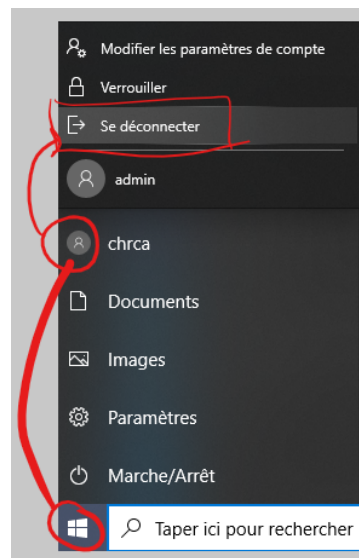 Modifier les paramètres de compte
Verrouiller
Se déconnecter
admin
chrca
Documents
Images
Paramètres
Marche/Arrêt
Taper ici pour rechercher